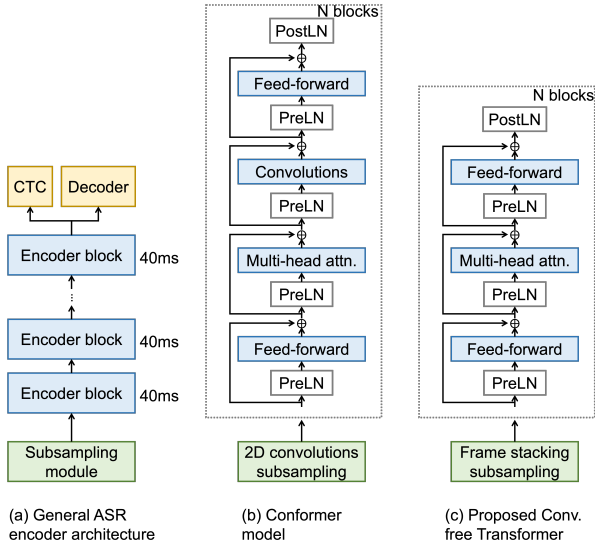 CTC
Decoder
Encoder block
40ms
Encoder block
40ms
Encoder block
40ms
Subsampling
module
(a) General ASR
encoder architecture
N blocks
PostLN
Feed-forward
PreLN
Convolutions
PreLN
Multi-head attn.
PreLN
Feed-forward
PreLN
2D convolutions
subsampling
(b) Conformer
model
N blocks
PostLN
Feed-forward
PreLN
Multi-head attn.
PreLN
Feed-forward
PreLN
Frame stacking
subsampling
(c) Proposed Conv.
free Transformer